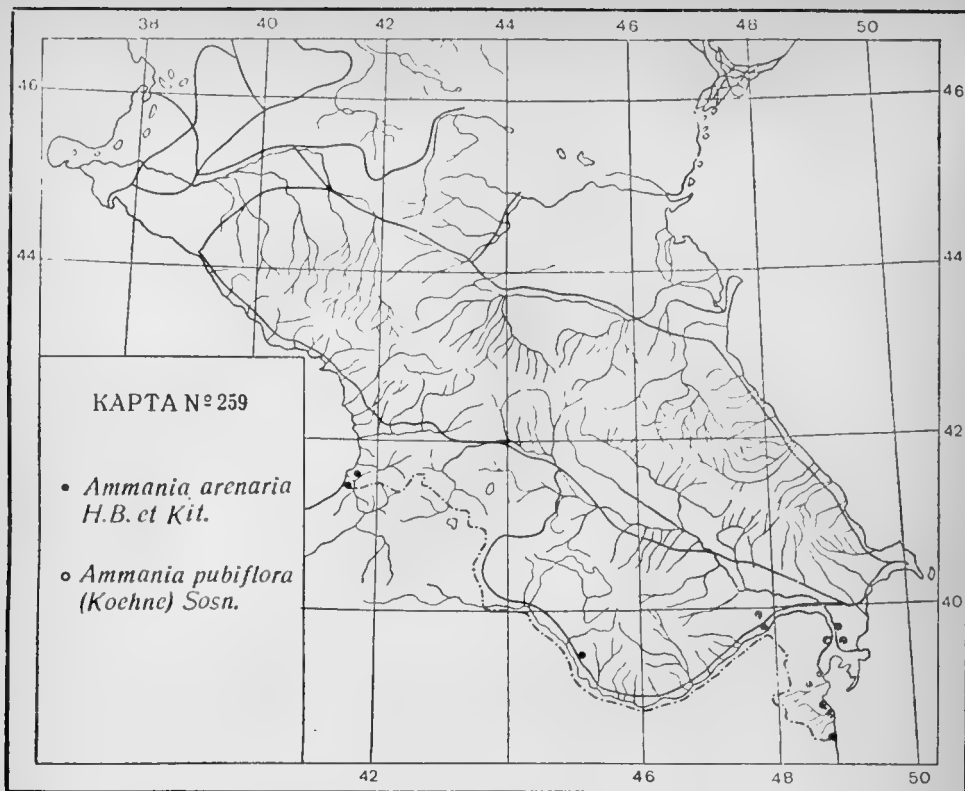 38 40 42 44 46 48 50
46 46
44 44
КАРТА № 259
42
• Ammania arenaria
H.B. et Kit.
∘ Ammania pubiflora
(Koehne) Sosn.
40
42 44 46 48 50